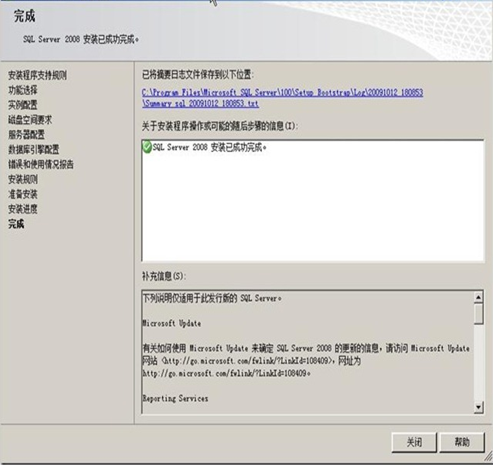 完成
SQL Server 2008 安装已成功完成。
安装程序支持规则
功能选择
实例配置
磁盘空间要求
服务器配置
数据库引擎配置
错误和使用情况报告
安装规则
准备安装
安装进度
完成
已将摘要日志文件保存到以下位置:
C:\Program Files\Microsoft SQL Server\100\Setup Bootstrap\Log\20091012_180853
\Summary_sql_20091012_180853.txt
关于安装程序操作或可能的随后步骤的信息(I):
SQL Server 2008 安装已成功完成。
补充信息(S):
下列说明仅适用于此发行版的 SQL Server。
Microsoft Update
有关如何使用 Microsoft Update 来确定 SQL Server 2008 的更新的信息,请访问 Microsoft Update
网站 <http://go.microsoft.com/fwlink/?LinkId=108409>,网址为
http://go.microsoft.com/fwlink/?LinkId=108409。
Reporting Services
关闭
帮助